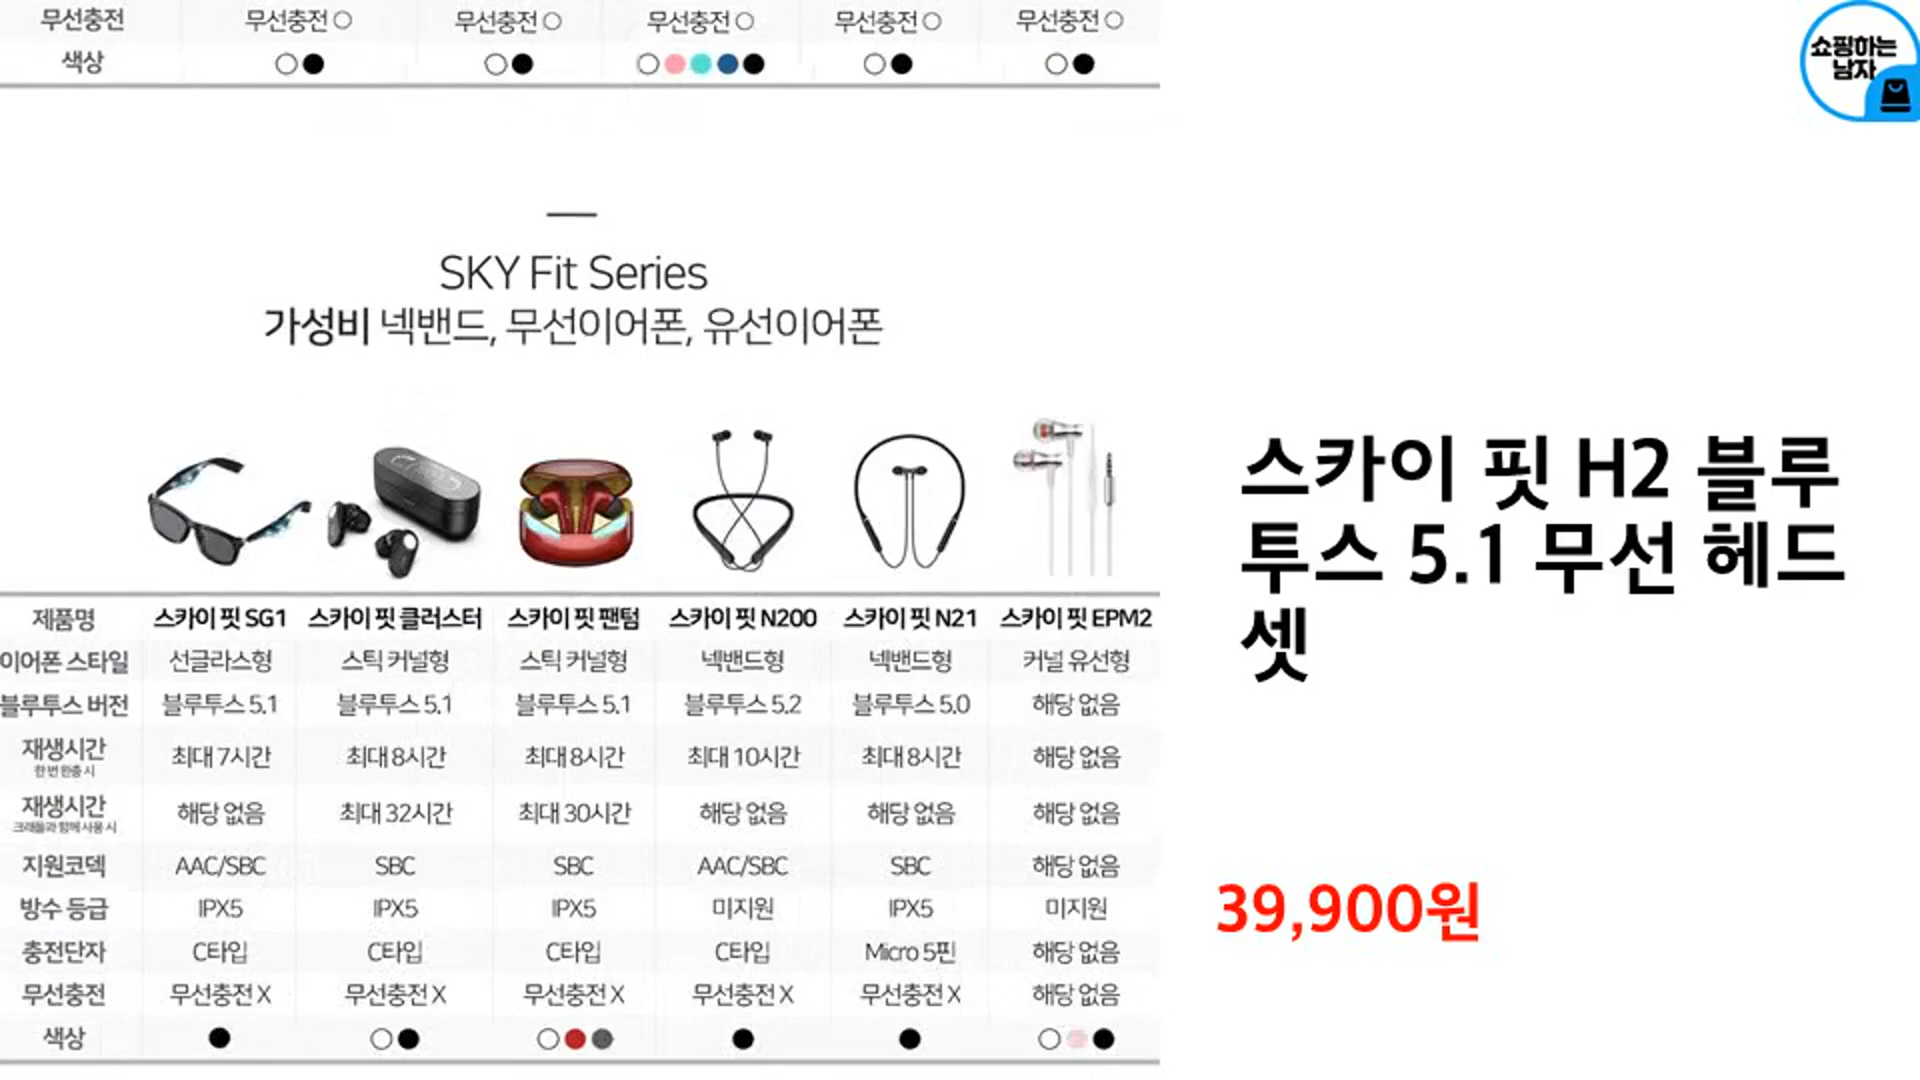 무선충전 무선충전 ○ 무선충전 ○ 무선충전 ○ 무선충전 ○ 무선충전 ○
색상
쇼핑하는
남자
SKY Fit Series
가성비 넥밴드, 무선이어폰, 유선이어폰
스카이 핏 H2 블루
투스 5.1 무선 헤드
셋
39,900원
제품명 스카이 핏 SG1 스카이 핏 클러스터 스카이 핏 팬텀 스카이 핏 N200 스카이 핏 N21 스카이 핏 EPM2
이어폰 스타일 선글라스형 스틱 커널형 스틱 커널형 넥밴드형 넥밴드형 커널 유선형
블루투스 버전 블루투스 5.1 블루투스 5.1 블루투스 5.1 블루투스 5.2 블루투스 5.0 해당 없음
재생시간 최대 7시간 최대 8시간 최대 8시간 최대 10시간 최대 8시간 해당 없음
한 번 완충 시
재생시간 해당 없음 최대 32시간 최대 30시간 해당 없음 해당 없음 해당 없음
크래들과 함께 사용 시
지원코덱 AAC/SBC SBC SBC AAC/SBC SBC 해당 없음
방수 등급 IPX5 IPX5 IPX5 미지원 IPX5 미지원
충전단자 C타입 C타입 C타입 C타입 Micro 5핀 해당 없음
무선충전 무선충전 X 무선충전 X 무선충전 X 무선충전 X 무선충전 X 해당 없음
색상